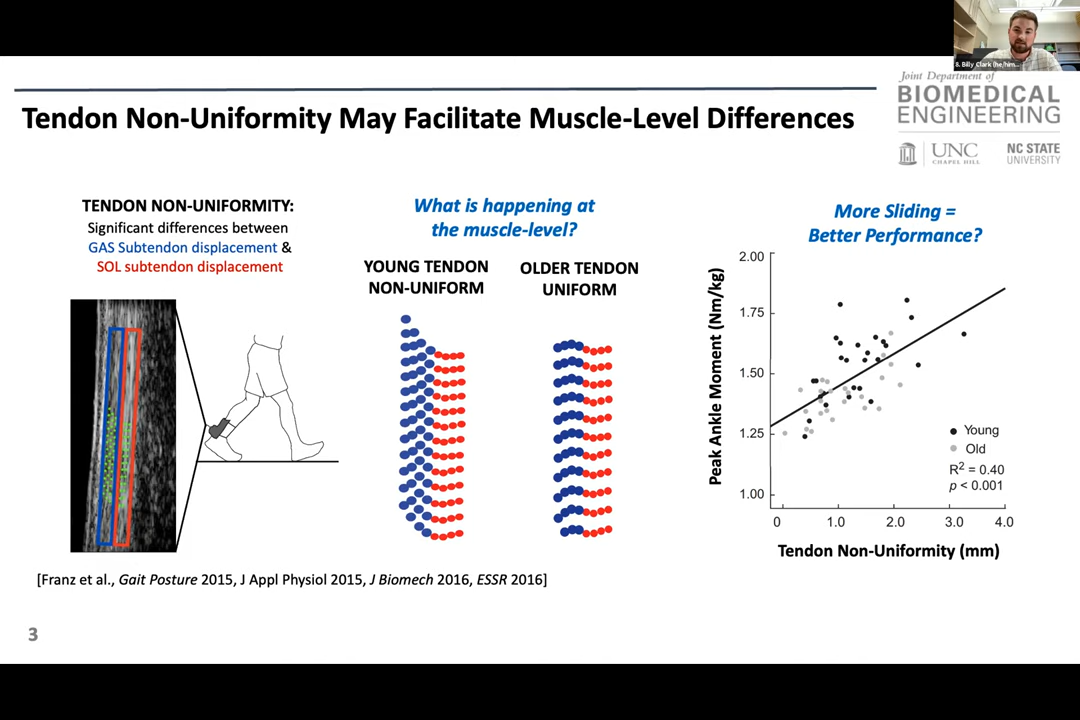 8. Billy Clark (he/him...
Joint Department of
BIOMEDICAL
ENGINEERING
UNC
CHAPEL HILL
NC STATE
UNIVERSITY
Tendon Non-Uniformity May Facilitate Muscle-Level Differences
TENDON NON-UNIFORMITY:
Significant differences between
GAS Subtendon displacement &
SOL subtendon displacement
What is happening at
the muscle-level?
YOUNG TENDON
NON-UNIFORM
OLDER TENDON
UNIFORM
More Sliding =
Better Performance?
Peak Ankle Moment (Nm/kg)
2.00
1.75
1.50
1.25
1.00
0 1.0 2.0 3.0 4.0
Young
Old
R² = 0.40
p < 0.001
Tendon Non-Uniformity (mm)
[Franz et al., Gait Posture 2015, J Appl Physiol 2015, J Biomech 2016, ESSR 2016]
3